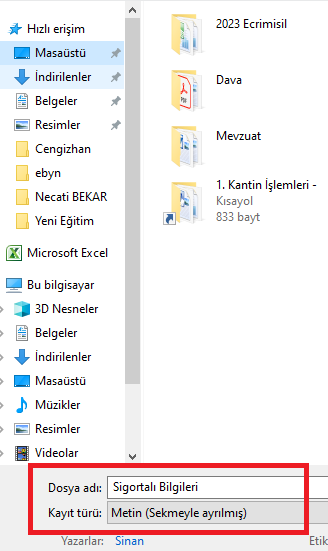 Hızlı erişim
Masaüstü
İndirilenler
Belgeler
Resimler
Cengizhan
ebyn
Necati BEKAR
Yeni Eğitim
Microsoft Excel
Bu bilgisayar
3D Nesneler
Belgeler
İndirilenler
Masaüstü
Müzikler
Resimler
Videolar
2023 Ecrimisil
Dava
PDF
Mevzuat
1. Kantin İşlemleri -
Kısayol
833 bayt
Dosya adı: Sigortalı Bilgileri
Kayıt türü: Metin (Sekmeyle ayrılmış)
Yazarlar: Sinan Etik